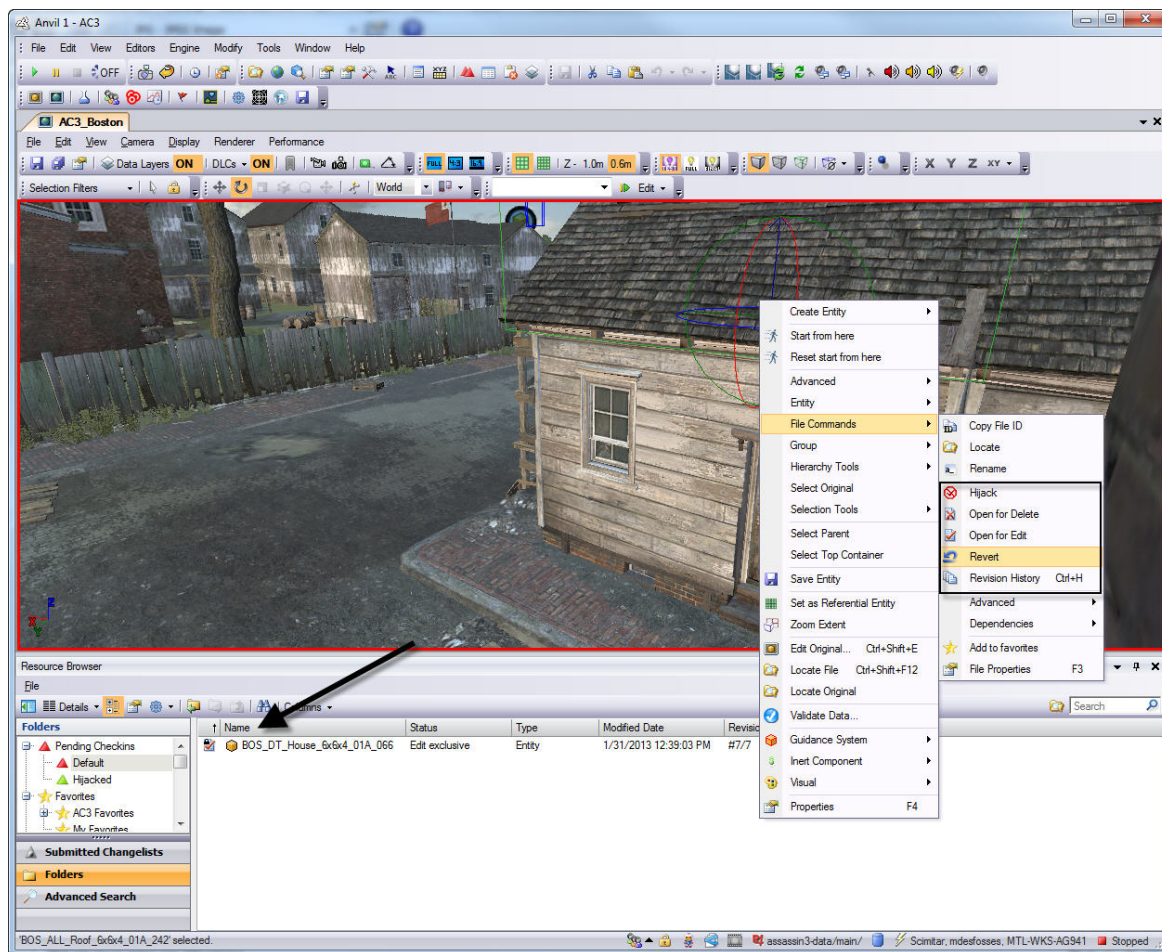 Anvil 1 - AC3
File Edit View Editors Engine Modify Tools Window Help
OFF
AC3_Boston
File Edit View Camera Display Renderer Performance
Data Layers ON DLCs ON FULL 4:3 16:9 Z - 1.0m 0.6m X Y Z XY
Selection Filters World Edit
Create Entity
Start from here
Reset start from here
Advanced
Entity
File Commands
Group
Hierarchy Tools
Select Original
Selection Tools
Select Parent
Select Top Container
Save Entity
Set as Referential Entity
Zoom Extent
Edit Original... Ctrl+Shift+E
Locate File Ctrl+Shift+F12
Locate Original
Validate Data...
Guidance System
Inert Component
Visual
Properties F4
Copy File ID
Locate
Rename
Hijack
Open for Delete
Open for Edit
Revert
Revision History Ctrl+H
Advanced
Dependencies
Add to favorites
File Properties F3
Resource Browser
File
Details Columns Search
Folders
Name Status Type Modified Date Revisio
Pending Checkins
Default
Hijacked
Favorites
AC3 Favorites
My Favorites
BOS_DT_House_6x6x4_01A_066 Edit exclusive Entity 1/31/2013 12:39:03 PM #7/7
Submitted Changelists
Folders
Advanced Search
'BOS_ALL_Roof_6x6x4_01A_242' selected. assassin3-data/main/ Scimitar, mdesfosses, MTL-WKS-AG941 Stopped